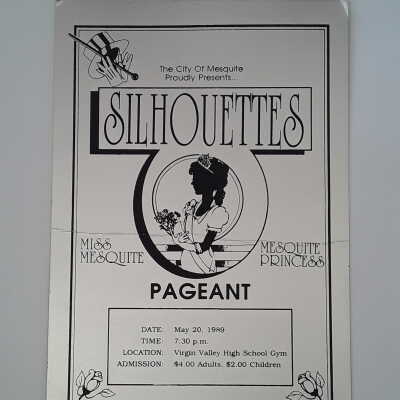 The City Of Mesquite
Proudly Presents...
SILHOUETTES
MISS
MESQUITE
MESQUITE
PRINCESS
PAGEANT
DATE: May 20, 1989
TIME: 7:30 p.m.
LOCATION: Virgin Valley High School Gym
ADMISSION: $4.00 Adults, $2.00 Children